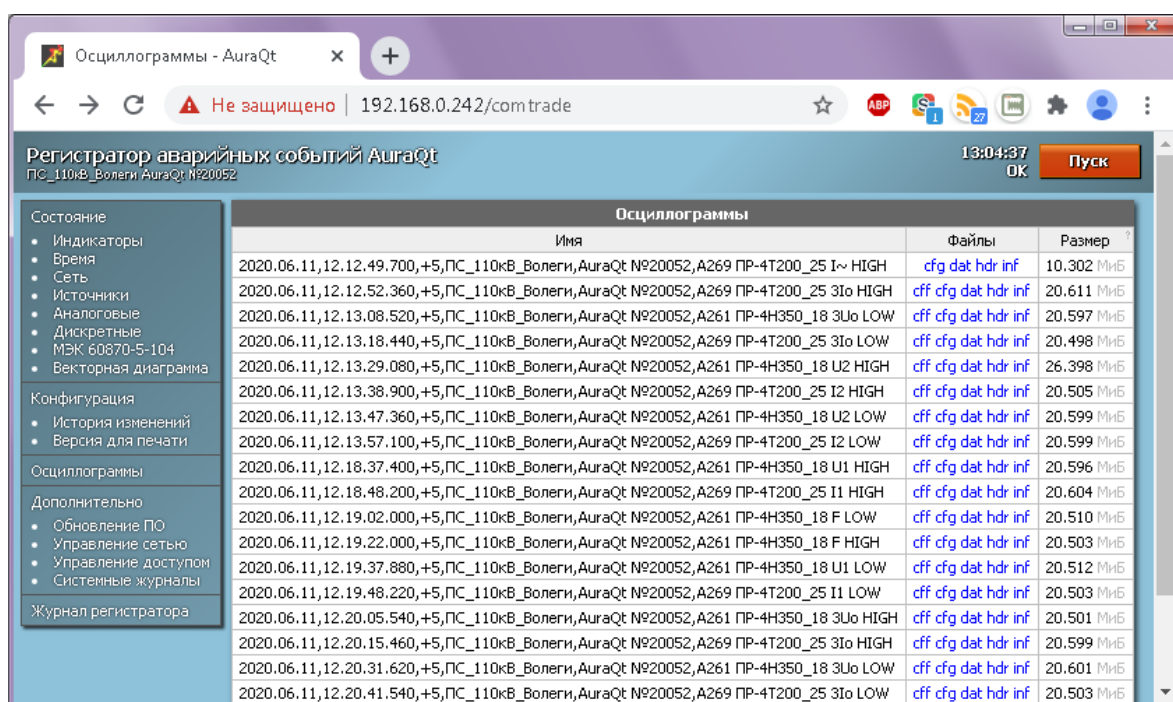 Осциллограммы - AuraQt
Не защищено | 192.168.0.242/comtrade
ABP
1
27
Регистратор аварийных событий AuraQt
ПС_110кВ_Волеги AuraQt №20052
13:04:37
OK
Пуск
Состояние
Индикаторы
Время
Сеть
Источники
Аналоговые
Дискретные
МЭК 60870-5-104
Векторная диаграмма
Конфигурация
История изменений
Версия для печати
Осциллограммы
Дополнительно
Обновление ПО
Управление сетью
Управление доступом
Системные журналы
Журнал регистратора
Осциллограммы
Имя Файлы Размер ?
2020.06.11,12.12.49.700,+5,ПС_110кВ_Волеги,AuraQt №20052,A269 ПР-4Т200_25 I~ HIGH cfg dat hdr inf 10.302 МиБ
2020.06.11,12.12.52.360,+5,ПС_110кВ_Волеги,AuraQt №20052,A269 ПР-4Т200_25 3Io HIGH cff cfg dat hdr inf 20.611 МиБ
2020.06.11,12.13.08.520,+5,ПС_110кВ_Волеги,AuraQt №20052,A261 ПР-4Н350_18 3Uo LOW cff cfg dat hdr inf 20.597 МиБ
2020.06.11,12.13.18.440,+5,ПС_110кВ_Волеги,AuraQt №20052,A269 ПР-4Т200_25 3Io LOW cff cfg dat hdr inf 20.498 МиБ
2020.06.11,12.13.29.080,+5,ПС_110кВ_Волеги,AuraQt №20052,A261 ПР-4Н350_18 U2 HIGH cff cfg dat hdr inf 26.398 МиБ
2020.06.11,12.13.38.900,+5,ПС_110кВ_Волеги,AuraQt №20052,A269 ПР-4Т200_25 I2 HIGH cff cfg dat hdr inf 20.505 МиБ
2020.06.11,12.13.47.360,+5,ПС_110кВ_Волеги,AuraQt №20052,A261 ПР-4Н350_18 U2 LOW cff cfg dat hdr inf 20.599 МиБ
2020.06.11,12.13.57.100,+5,ПС_110кВ_Волеги,AuraQt №20052,A269 ПР-4Т200_25 I2 LOW cff cfg dat hdr inf 20.599 МиБ
2020.06.11,12.18.37.400,+5,ПС_110кВ_Волеги,AuraQt №20052,A261 ПР-4Н350_18 U1 HIGH cff cfg dat hdr inf 20.596 МиБ
2020.06.11,12.18.48.200,+5,ПС_110кВ_Волеги,AuraQt №20052,A269 ПР-4Т200_25 I1 HIGH cff cfg dat hdr inf 20.604 МиБ
2020.06.11,12.19.02.000,+5,ПС_110кВ_Волеги,AuraQt №20052,A261 ПР-4Н350_18 F LOW cff cfg dat hdr inf 20.510 МиБ
2020.06.11,12.19.22.000,+5,ПС_110кВ_Волеги,AuraQt №20052,A261 ПР-4Н350_18 F HIGH cff cfg dat hdr inf 20.503 МиБ
2020.06.11,12.19.37.880,+5,ПС_110кВ_Волеги,AuraQt №20052,A261 ПР-4Н350_18 U1 LOW cff cfg dat hdr inf 20.512 МиБ
2020.06.11,12.19.48.220,+5,ПС_110кВ_Волеги,AuraQt №20052,A269 ПР-4Т200_25 I1 LOW cff cfg dat hdr inf 20.503 МиБ
2020.06.11,12.20.05.540,+5,ПС_110кВ_Волеги,AuraQt №20052,A261 ПР-4Н350_18 3Uo HIGH cff cfg dat hdr inf 20.501 МиБ
2020.06.11,12.20.15.460,+5,ПС_110кВ_Волеги,AuraQt №20052,A269 ПР-4Т200_25 3Io HIGH cff cfg dat hdr inf 20.599 МиБ
2020.06.11,12.20.31.620,+5,ПС_110кВ_Волеги,AuraQt №20052,A261 ПР-4Н350_18 3Uo LOW cff cfg dat hdr inf 20.601 МиБ
2020.06.11,12.20.41.540,+5,ПС_110кВ_Волеги,AuraQt №20052,A269 ПР-4Т200_25 3Io LOW cff cfg dat hdr inf 20.503 МиБ